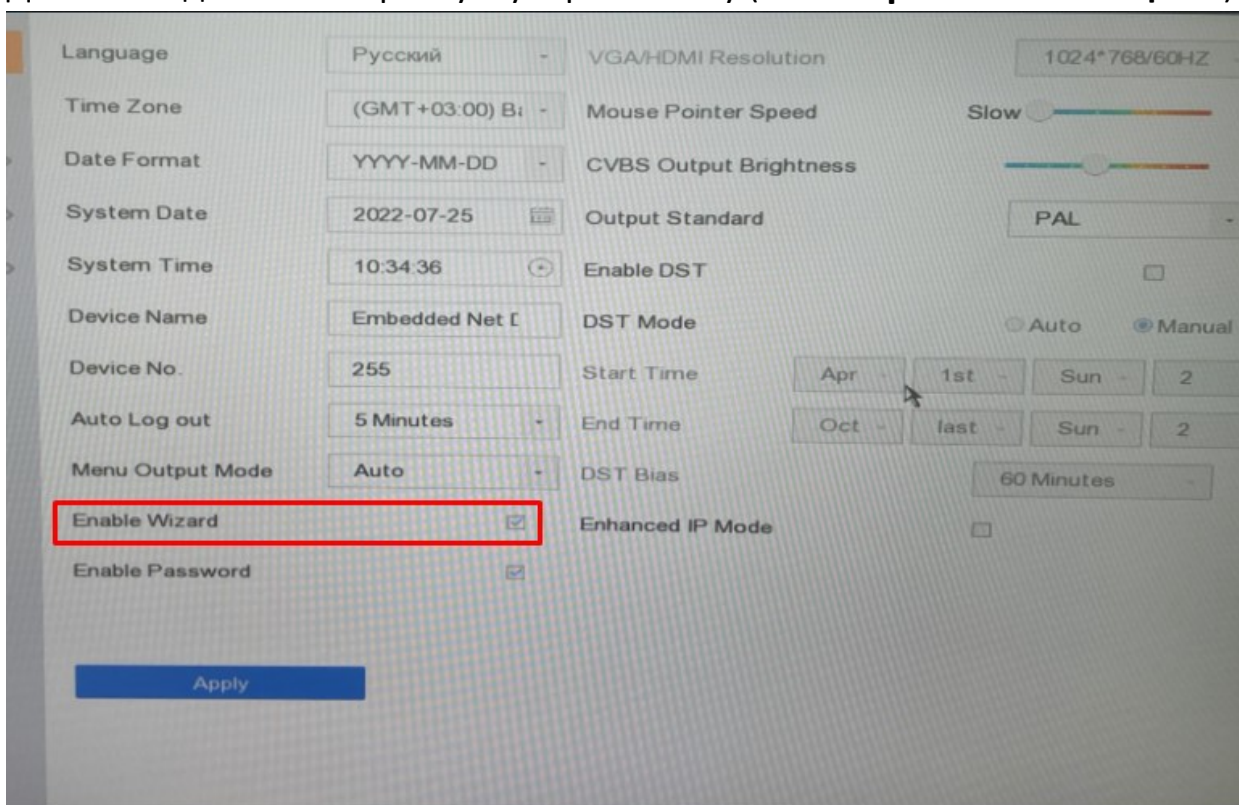 Language Русский VGA/HDMI Resolution 1024*768/60HZ
Time Zone (GMT+03:00) Mouse Pointer Speed Slow
Date Format YYYY-MM-DD CVBS Output Brightness
System Date 2022-07-25 Output Standard PAL
System Time 10:34:36 Enable DST
Device Name Embedded Net DST Mode Auto Manual
Device No. 255 Start Time Apr 1st Sun 2
Auto Log out 5 Minutes End Time Oct last Sun 2
Menu Output Mode Auto DST Bias 60 Minutes
Enable Wizard Enhanced IP Mode
Enable Password
Apply